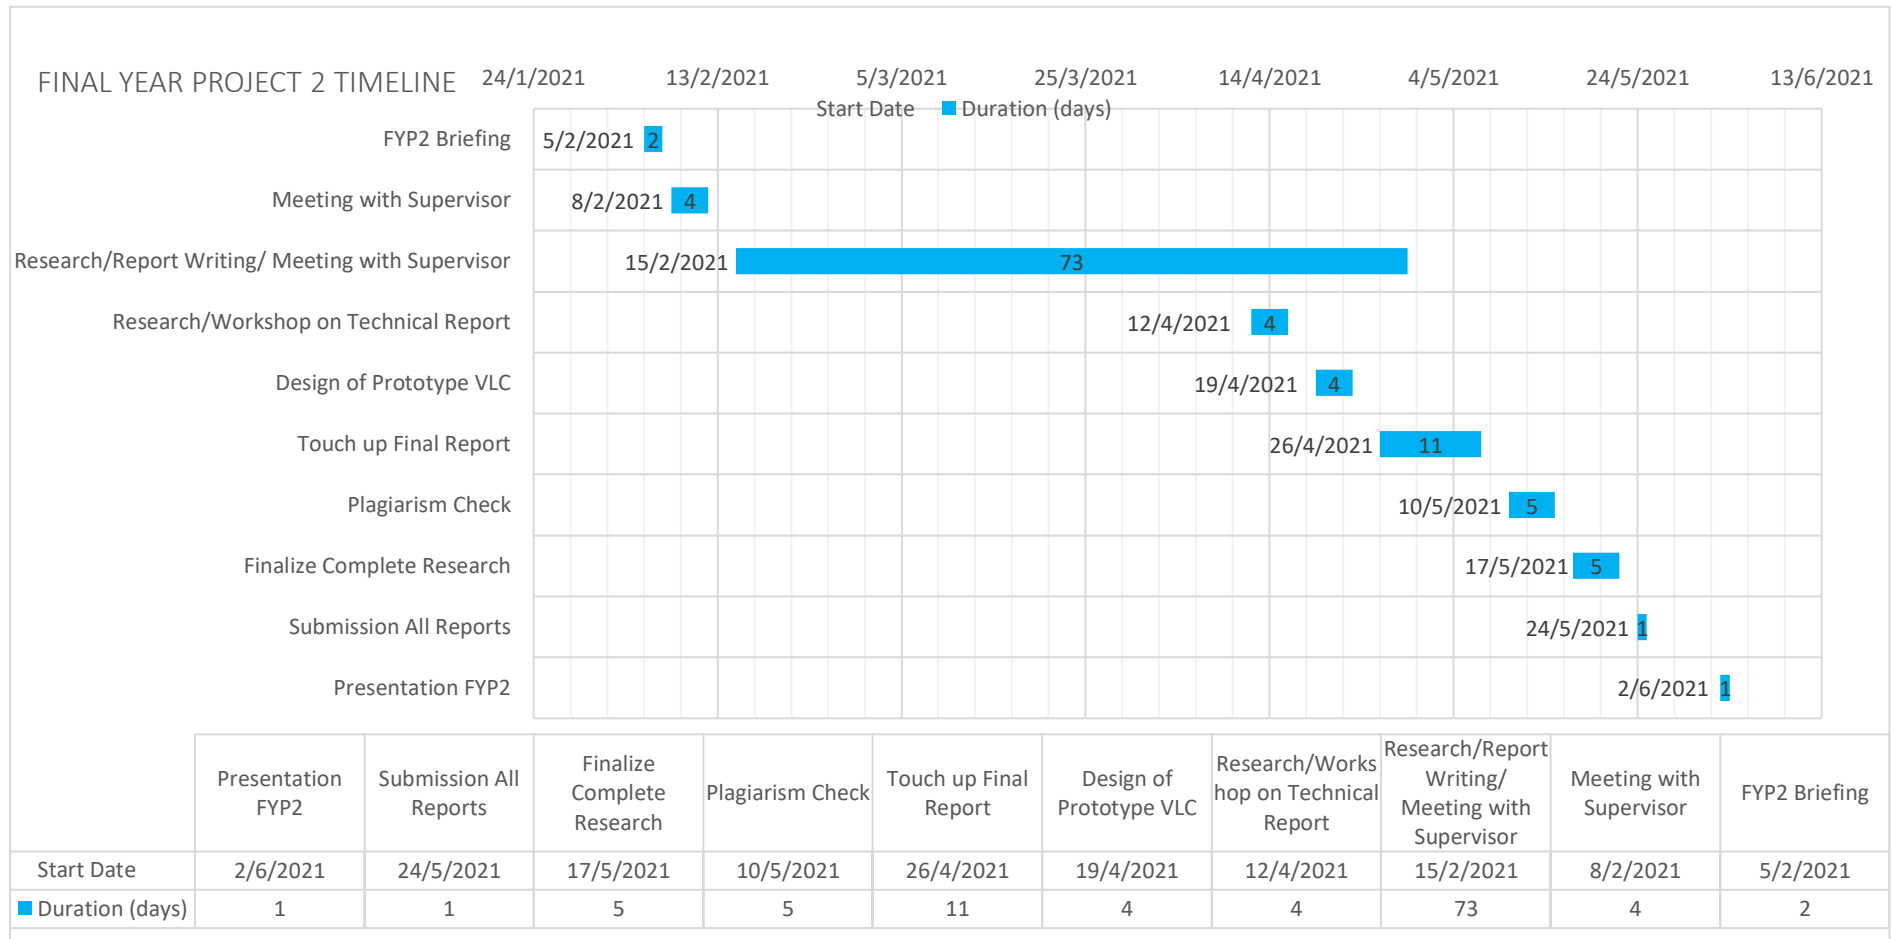 FINAL YEAR PROJECT 2 TIMELINE
24/1/2021 13/2/2021 5/3/2021 25/3/2021 14/4/2021 4/5/2021 24/5/2021 13/6/2021
Start Date Duration (days)
FYP2 Briefing 5/2/2021 2
Meeting with Supervisor 8/2/2021 4
Research/Report Writing/ Meeting with Supervisor 15/2/2021 73
Research/Workshop on Technical Report 12/4/2021 4
Design of Prototype VLC 19/4/2021 4
Touch up Final Report 26/4/2021 11
Plagiarism Check 10/5/2021 5
Finalize Complete Research 17/5/2021 5
Submission All Reports 24/5/2021 1
Presentation FYP2 2/6/2021 1
Presentation
FYP2
Submission All
Reports
Finalize
Complete
Research
Plagiarism Check
Touch up Final
Report
Design of
Prototype VLC
Research/Works
hop on Technical
Report
Research/Report
Writing/
Meeting with
Supervisor
Meeting with
Supervisor
FYP2 Briefing
Start Date 2/6/2021 24/5/2021 17/5/2021 10/5/2021 26/4/2021 19/4/2021 12/4/2021 15/2/2021 8/2/2021 5/2/2021
Duration (days) 1 1 5 5 11 4 4 73 4 2